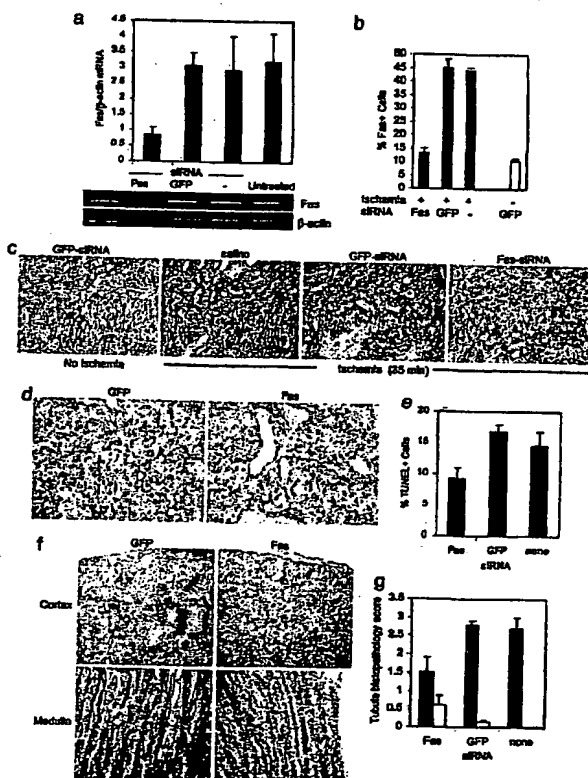 a
Fas/β-actin mRNA
4.5
4
3.5
3
2.5
2
1.5
1
0.5
0
siRNA
Fas GFP - Untreated
Fas
β-actin
b
% Fas+ Cells
50
45
40
35
30
25
20
15
10
5
0
Ischemia + + + -
siRNA Fas GFP - GFP
c
GFP-siRNA saline GFP-siRNA Fas-siRNA
No Ischemia Ischemia (35 min)
d
GFP Fas
e
% TUNEL+ Cells
20
15
10
5
0
Fas GFP none
siRNA
f
GFP Fas
Cortex
Medulla
g
Tubule histopathology score
3
2.5
2
1.5
1
0.5
0
Fas GFP none
siRNA